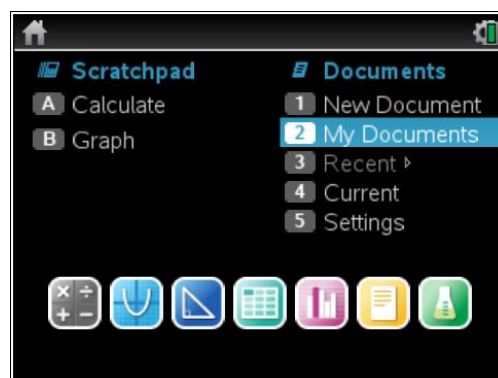 Scratchpad
A Calculate
B Graph
Documents
1 New Document
2 My Documents
3 Recent ▹
4 Current
5 Settings